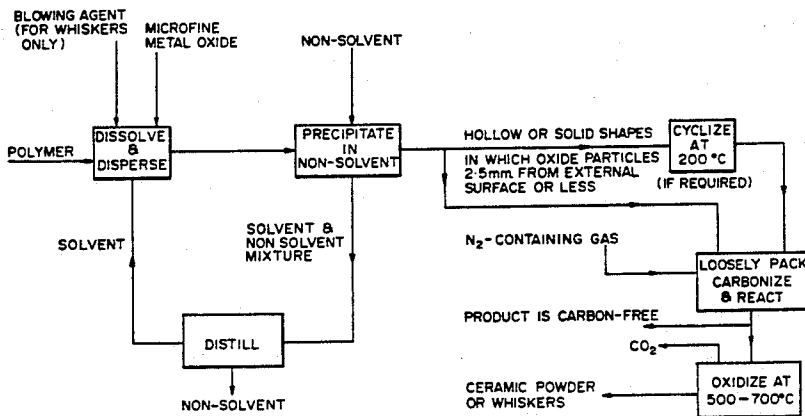 BLOWING AGENT
(FOR WHISKERS
ONLY)
MICROFINE
METAL OXIDE
NON-SOLVENT
POLYMER
DISSOLVE
&
DISPERSE
PRECIPITATE
IN
NON-SOLVENT
HOLLOW OR SOLID SHAPES
IN WHICH OXIDE PARTICLES
2·5mm FROM EXTERNAL
SURFACE OR LESS
CYCLIZE
AT
200 °C
(IF REQUIRED)
SOLVENT
SOLVENT &
NON SOLVENT
MIXTURE
N2-CONTAINING GAS
LOOSELY PACK
CARBONIZE
& REACT
PRODUCT IS CARBON-FREE
CO2
DISTILL
NON-SOLVENT
CERAMIC POWDER
OR WHISKERS
OXIDIZE AT
500-700°C